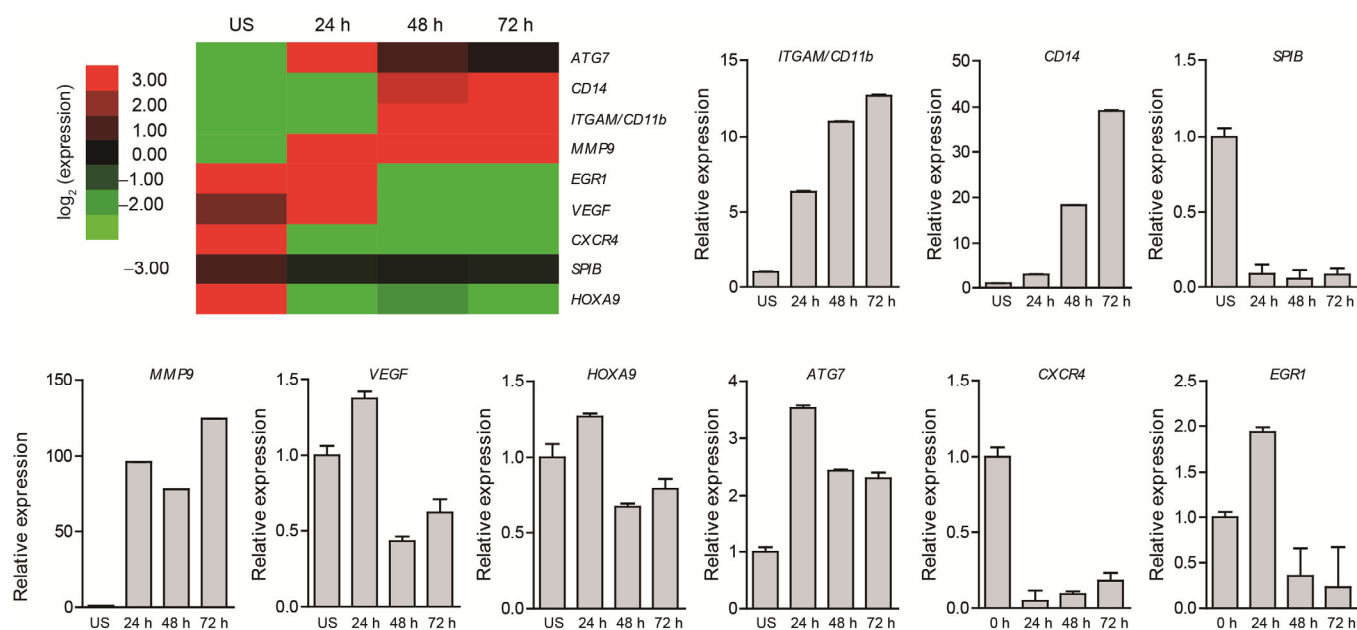 US 24 h 48 h 72 h
log2 (expression)
3.00
2.00
1.00
0.00
–1.00
–2.00
–3.00
ATG7
CD14
ITGAM/CD11b
MMP9
EGR1
VEGF
CXCR4
SPIB
HOXA9
ITGAM/CD11b
Relative expression
15
10
5
0
US 24 h 48 h 72 h
CD14
Relative expression
50
40
30
20
10
0
US 24 h 48 h 72 h
SPIB
Relative expression
1.5
1.0
0.5
0.0
US 24 h 48 h 72 h
MMP9
Relative expression
150
100
50
0
US 24 h 48 h 72 h
VEGF
Relative expression
1.5
1.0
0.5
0.0
US 24 h 48 h 72 h
HOXA9
Relative expression
1.5
1.0
0.5
0.0
US 24 h 48 h 72 h
ATG7
Relative expression
4
3
2
1
0
US 24 h 48 h 72 h
CXCR4
Relative expression
1.5
1.0
0.5
0.0
0 h 24 h 48 h 72 h
EGR1
Relative expression
2.5
2.0
1.5
1.0
0.5
0.0
0 h 24 h 48 h 72 h